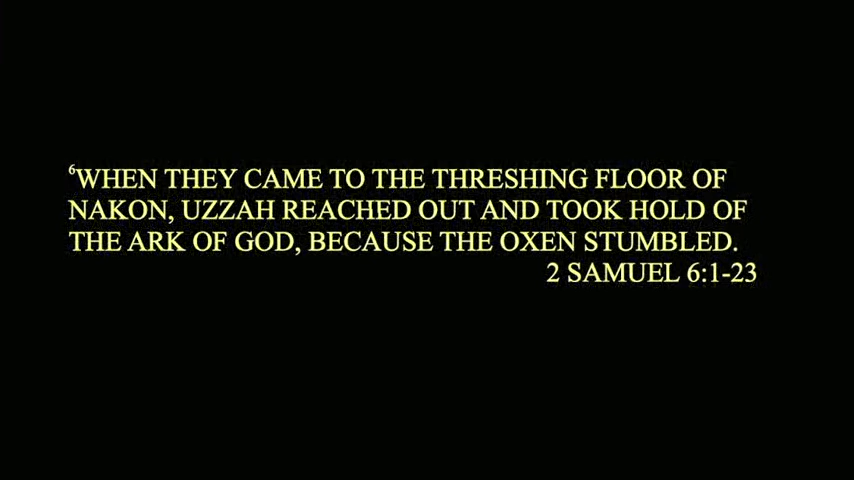 ⁶WHEN THEY CAME TO THE THRESHING FLOOR OF
NAKON, UZZAH REACHED OUT AND TOOK HOLD OF
THE ARK OF GOD, BECAUSE THE OXEN STUMBLED.
2 SAMUEL 6:1-23